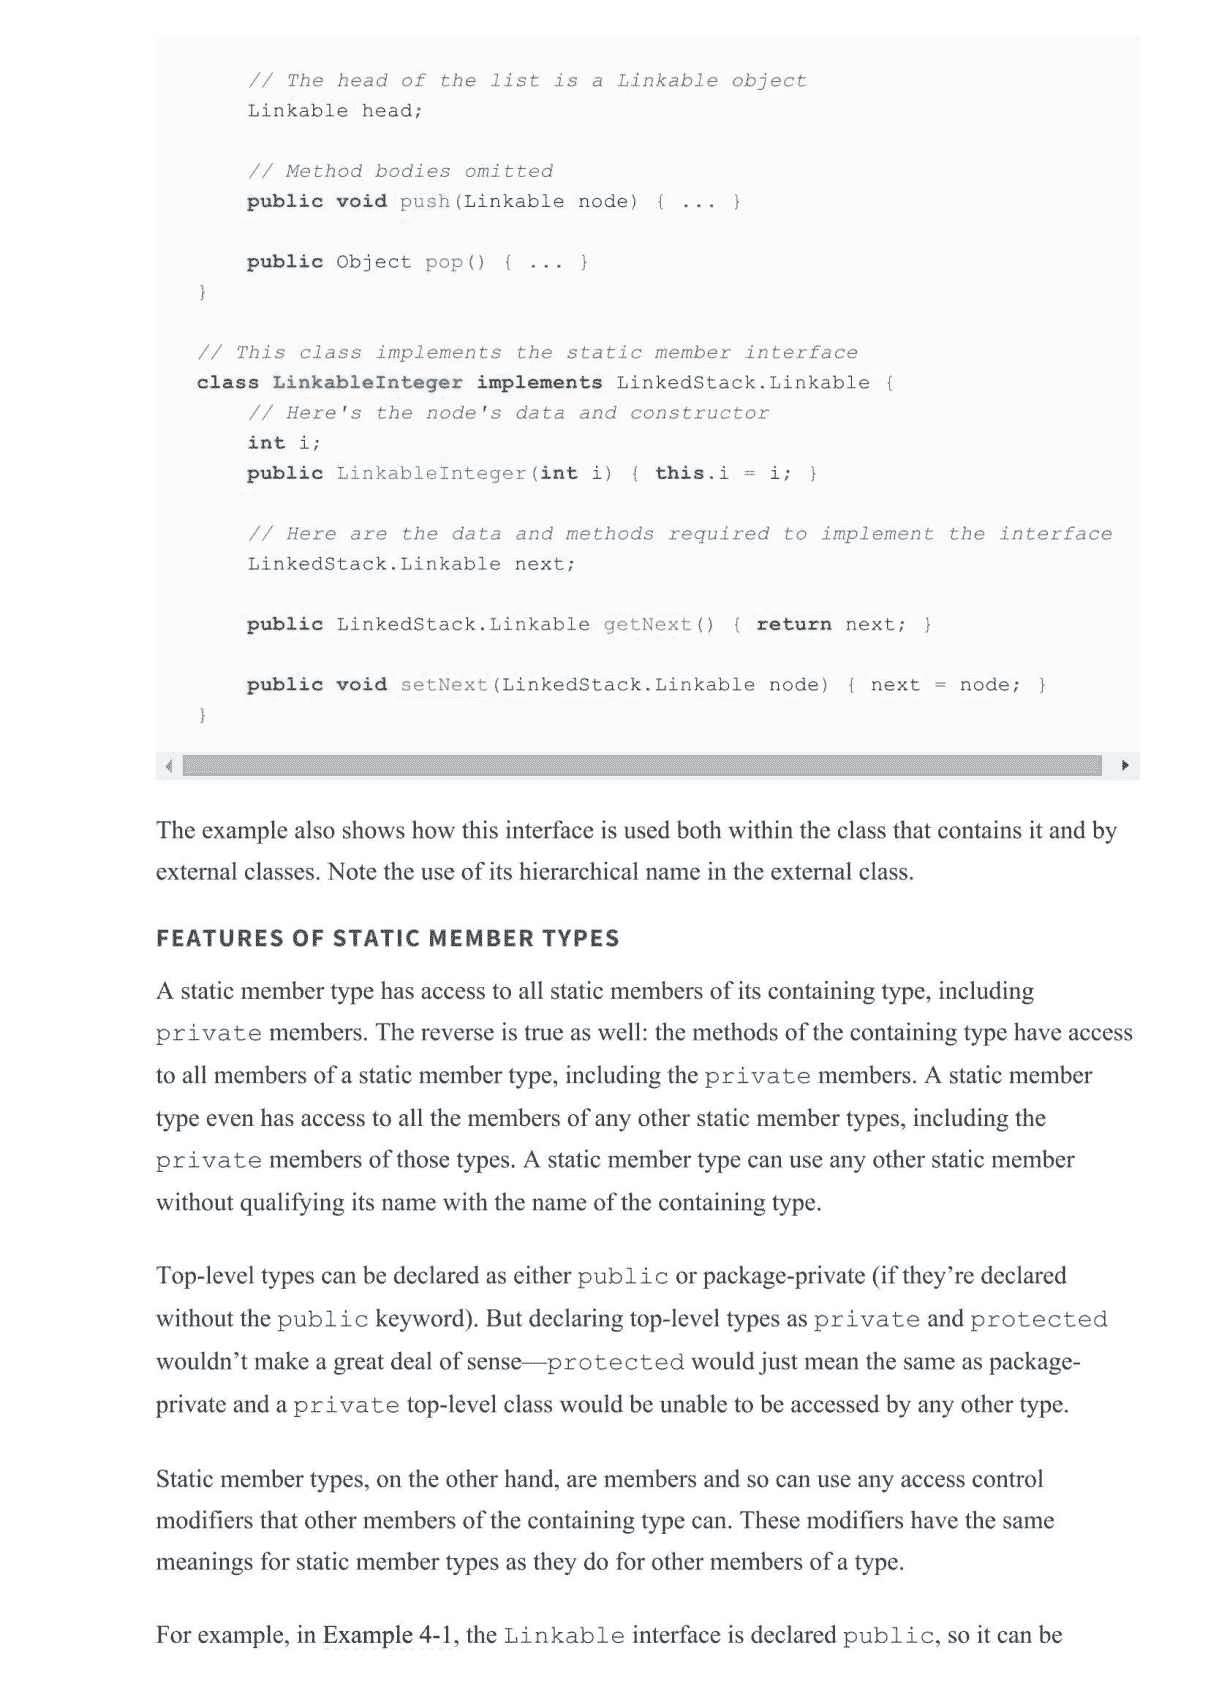 // The head of the list is a Linkable object
Linkable head;
// Method bodies omitted
public void push(Linkable node) { ... }
public Object pop() { ... }
}
// This class implements the static member interface
class LinkableInteger implements LinkedStack.Linkable {
// Here's the node's data and constructor
int i;
public LinkableInteger(int i) { this.i = i; }
// Here are the data and methods required to implement the interface
LinkedStack.Linkable next;
public LinkedStack.Linkable getNext() { return next; }
public void setNext(LinkedStack.Linkable node) { next = node; }
}
The example also shows how this interface is used both within the class that contains it and by
external classes. Note the use of its hierarchical name in the external class.
FEATURES OF STATIC MEMBER TYPES
A static member type has access to all static members of its containing type, including
private members. The reverse is true as well: the methods of the containing type have access
to all members of a static member type, including the private members. A static member
type even has access to all the members of any other static member types, including the
private members of those types. A static member type can use any other static member
without qualifying its name with the name of the containing type.
Top-level types can be declared as either public or package-private (if they’re declared
without the public keyword). But declaring top-level types as private and protected
wouldn’t make a great deal of sense—protected would just mean the same as package-
private and a private top-level class would be unable to be accessed by any other type.
Static member types, on the other hand, are members and so can use any access control
modifiers that other members of the containing type can. These modifiers have the same
meanings for static member types as they do for other members of a type.
For example, in Example 4-1, the Linkable interface is declared public, so it can be